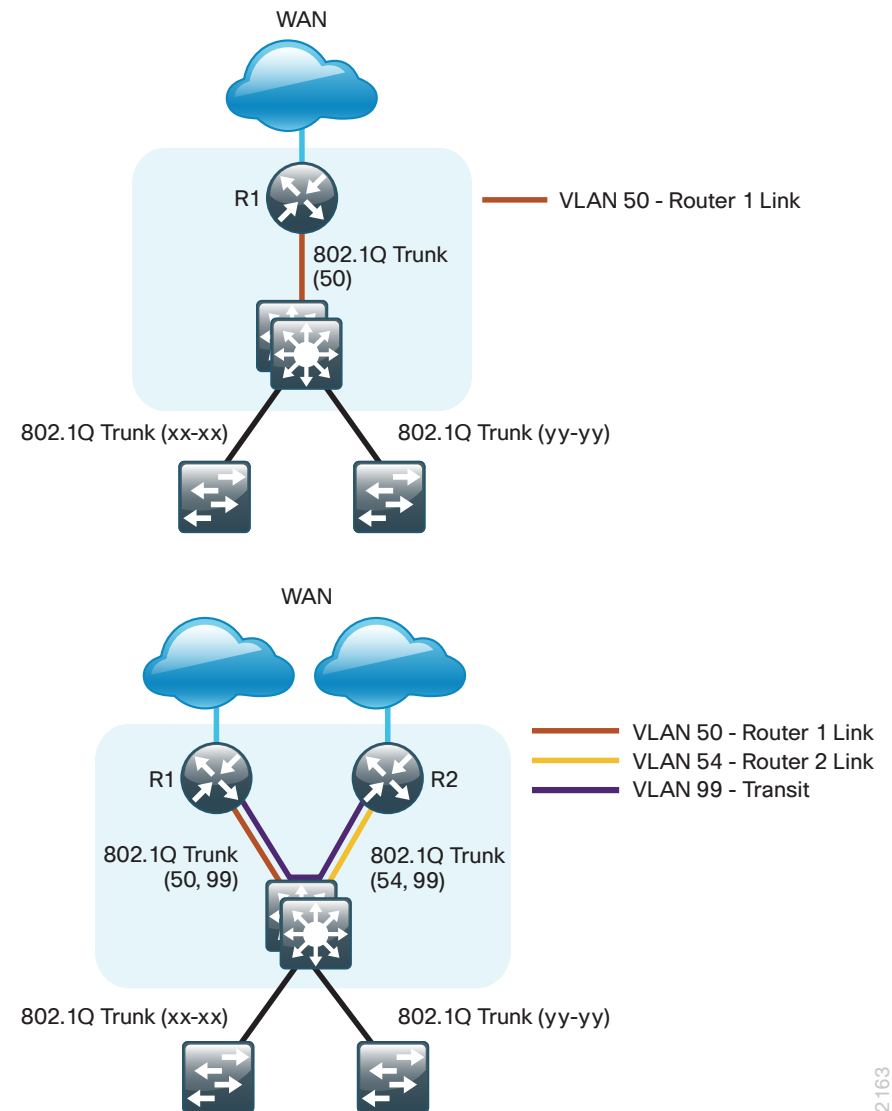 WAN
R1
VLAN 50 - Router 1 Link
802.1Q Trunk
(50)
802.1Q Trunk (xx-xx)
802.1Q Trunk (yy-yy)
WAN
VLAN 50 - Router 1 Link
VLAN 54 - Router 2 Link
VLAN 99 - Transit
R1
R2
802.1Q Trunk
(50, 99)
802.1Q Trunk
(54, 99)
802.1Q Trunk (xx-xx)
802.1Q Trunk (yy-yy)
2163